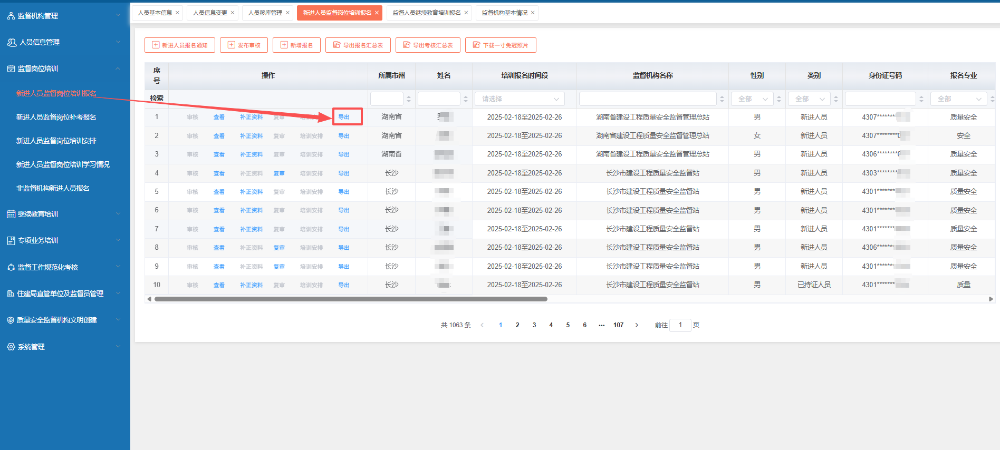 监督机构管理
人员信息管理
监督岗位培训
新进人员监督岗位培训报名
新进人员监督岗位补考报名
新进人员监督岗位培训安排
新进人员监督岗位培训学习情况
非监督机构新进人员报名
继续教育培训
专项业务培训
监督工作规范化考核
住建局直管单位及监督员管理
质量安全监督机构文明创建
系统管理
人员基本信息 × 人员信息变更 × 人员移库管理 × 新进人员监督岗位培训报名 × 监督人员继续教育培训报名 × 监督机构基本情况 ×
新进人员报名通知 发布审核 新增报名 导出报名汇总表 导出考核汇总表 下载一寸免冠照片
序号 操作 所属市州 姓名 培训报名时间段 监督机构名称 性别 类别 身份证号码 报名专业
检索 请选择 全部 全部 全部
1 审核 查看 补正资料 复审 培训 导出 湖南省 2025-02-18至2025-02-26 湖南省建设工程质量安全监督管理总站 男 新进人员 4307******** 质量安全
2 审核 查看 补正资料 复审 培训安排 导出 湖南省 2025-02-18至2025-02-26 湖南省建设工程质量安全监督管理总站 女 新进人员 4307******** 安全
3 审核 查看 补正资料 复审 培训安排 导出 湖南省 2025-02-18至2025-02-26 湖南省建设工程质量安全监督管理总站 男 新进人员 4306******** 质量安全
4 审核 查看 补正资料 复审 培训安排 导出 长沙 2025-02-18至2025-02-26 长沙市建设工程质量安全监督站 男 新进人员 4303******** 质量安全
5 审核 查看 补正资料 复审 培训安排 导出 长沙 2025-02-18至2025-02-26 长沙市建设工程质量安全监督站 男 新进人员 4301******* 质量安全
6 审核 查看 补正资料 复审 培训安排 导出 长沙 2025-02-18至2025-02-26 长沙市建设工程质量安全监督站 男 新进人员 4301******* 质量安全
7 审核 查看 补正资料 复审 培训安排 导出 长沙 2025-02-18至2025-02-26 长沙市建设工程质量安全监督站 男 新进人员 4301******* 质量安全
8 审核 查看 补正资料 复审 培训安排 导出 长沙 2025-02-18至2025-02-26 长沙市建设工程质量安全监督站 男 新进人员 4306******* 质量安全
9 审核 查看 补正资料 复审 培训安排 导出 长沙 2025-02-18至2025-02-26 长沙市建设工程质量安全监督站 男 新进人员 4301******* 质量安全
10 审核 查看 补正资料 复审 培训安排 导出 长沙 2025-02-18至2025-02-26 长沙市建设工程质量安全监督站 男 已持证人员 4301******* 质量
共 1063 条 < 1 2 3 4 5 6 ••• 107 > 前往 1 页